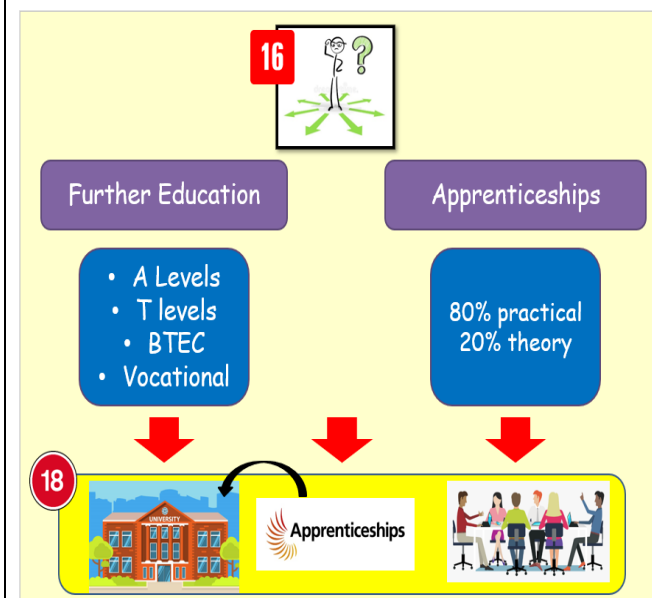 16
?
Further Education
Apprenticeships
• A Levels
• T levels
• BTEC
• Vocational
80% practical
20% theory
18
UNIVERSITY
Apprenticeships